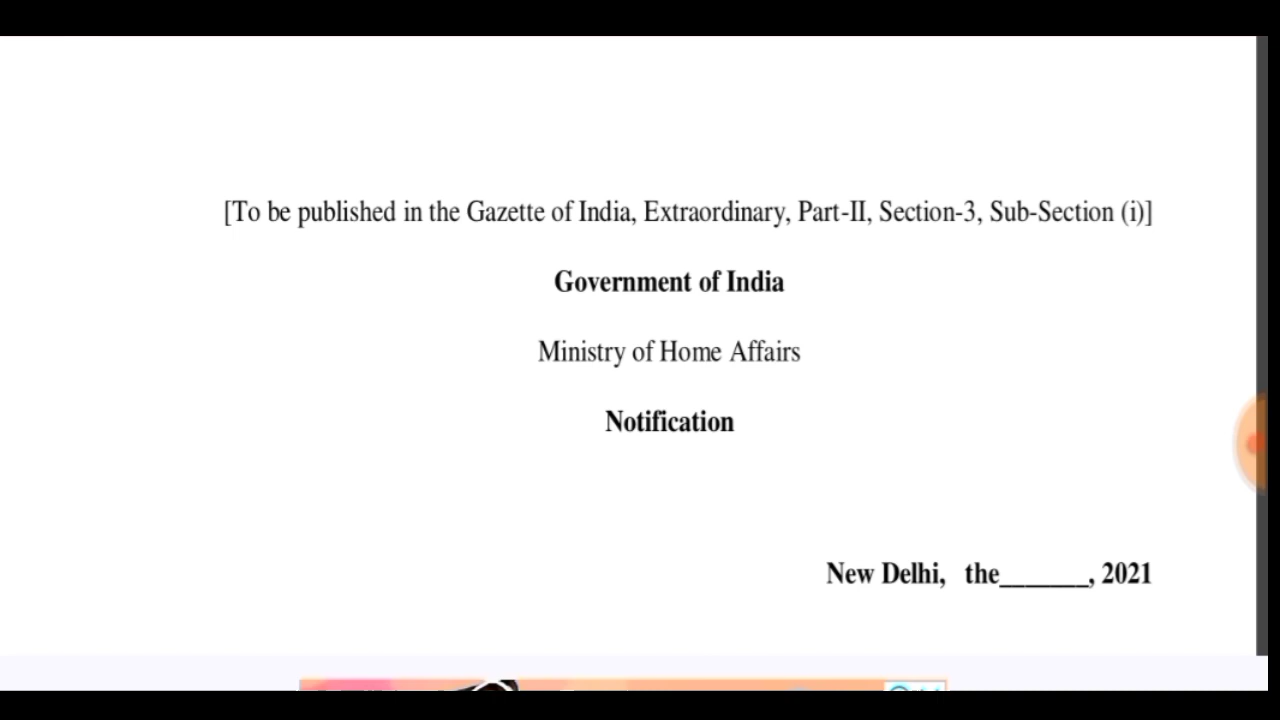 [To be published in the Gazette of India, Extraordinary, Part-II, Section-3, Sub-Section (i)]
Government of India
Ministry of Home Affairs
Notification
New Delhi, the_______, 2021